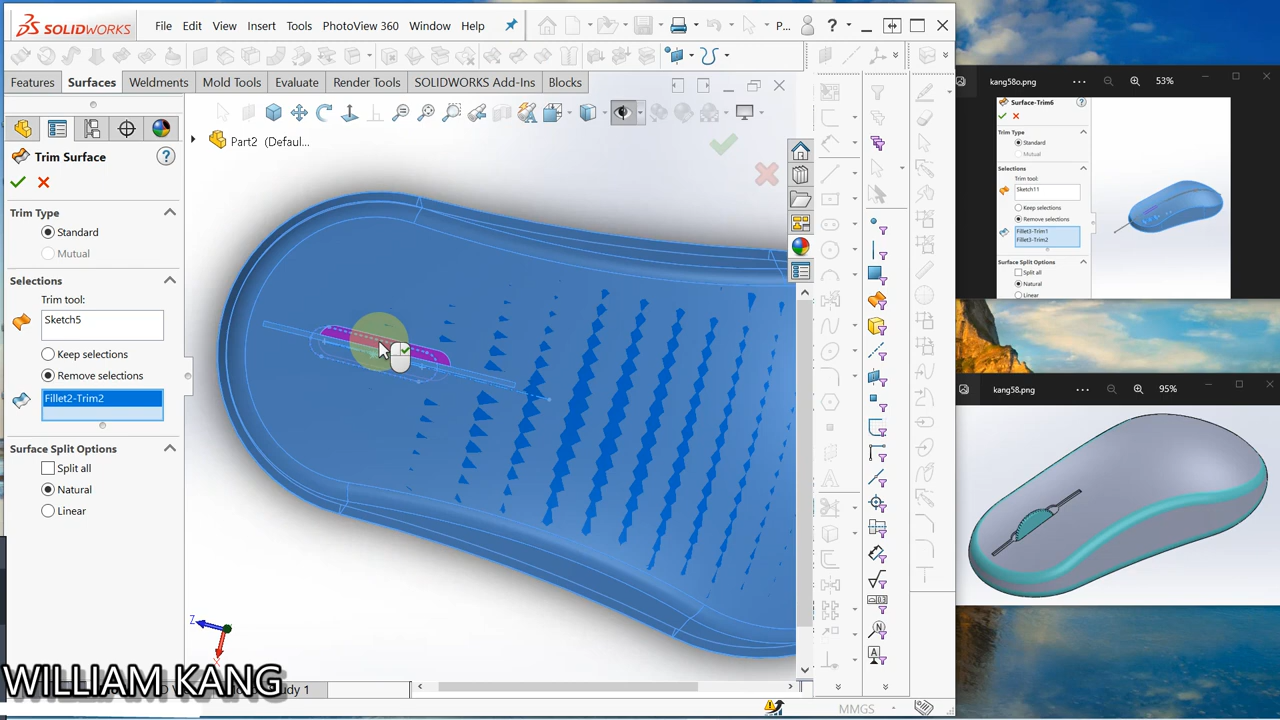 SOLIDWORKS File Edit View Insert Tools PhotoView 360 Window Help P... ?
Features Surfaces Weldments Mold Tools Evaluate Render Tools SOLIDWORKS Add-Ins Blocks
Part2 (Defaul...
Trim Surface
Trim Type
Standard
Mutual
Selections
Trim tool:
Sketch5
Keep selections
Remove selections
Fillet2-Trim2
Surface Split Options
Split all
Natural
Linear
Z
WILLIAM KANG
udy 1
MMGS
kang58o.png 53%
Surface-Trim6
Trim Type
Standard
Mutual
Selections
Trim tool:
Sketch11
Keep selections
Remove selections
Fillet3-Trim1
Fillet3-Trim2
Surface Split Options
Split all
Natural
Linear
kang58.png 95%